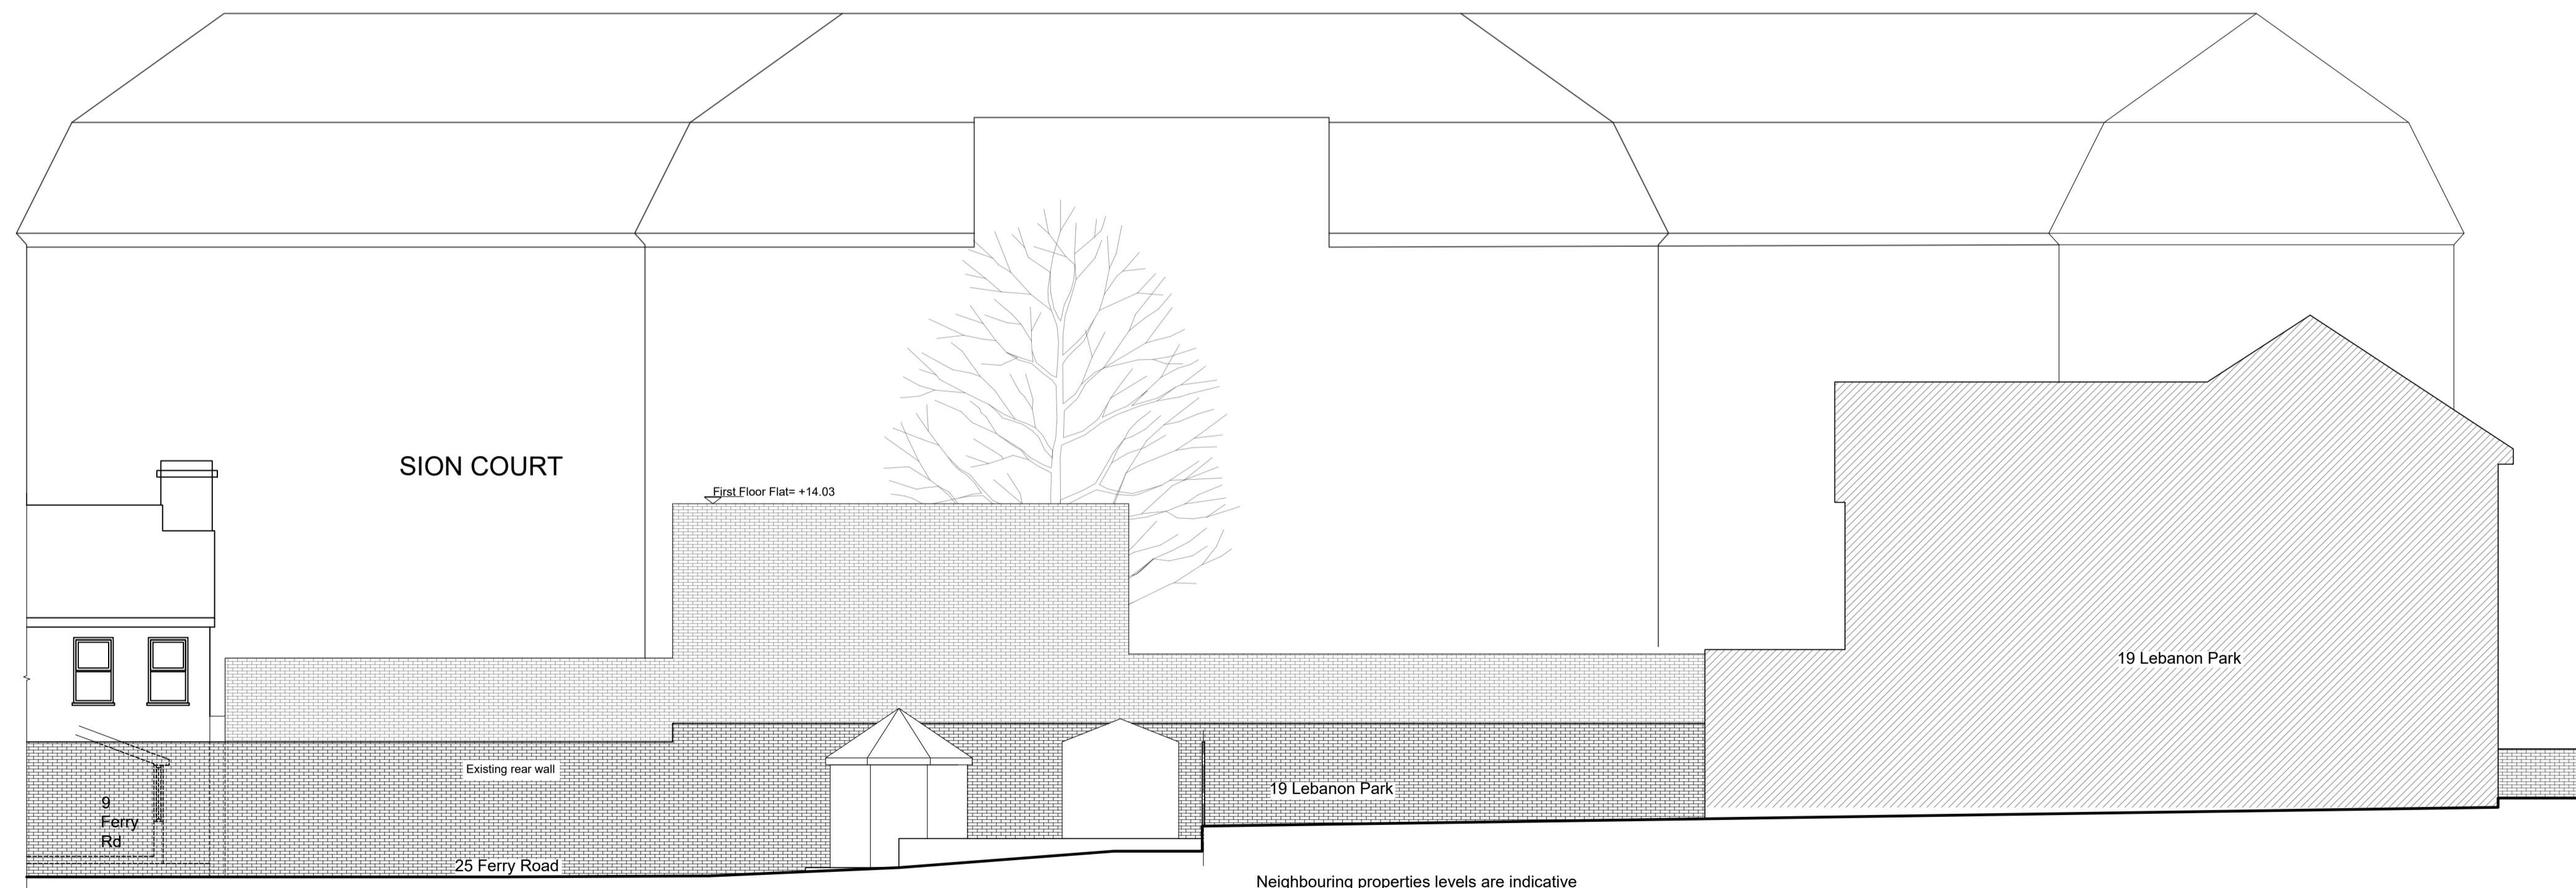 SION COURT
First Floor Flat= +14.03
19 Lebanon Park
Existing rear wall
19 Lebanon Park
9
Ferry
Rd
25 Ferry Road
Neighbouring properties levels are indicative